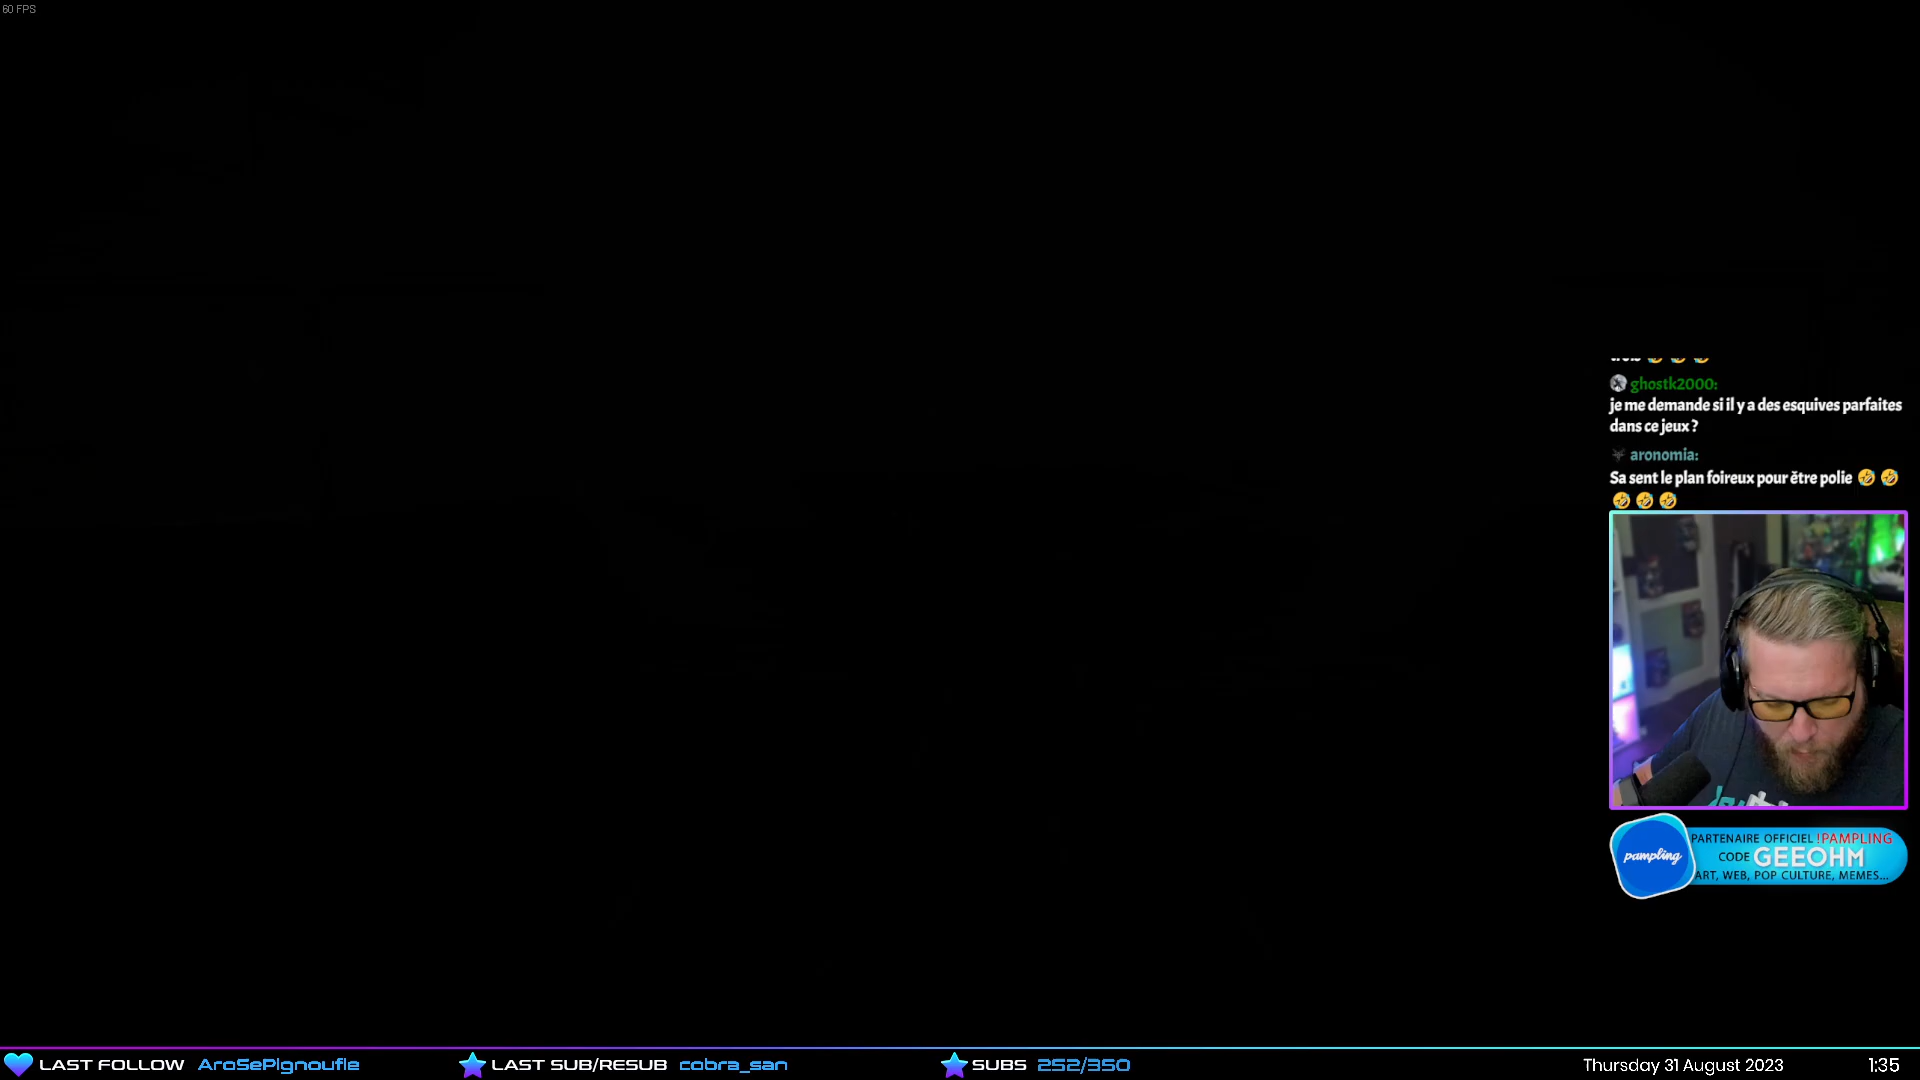 60 FPS
ghostk2000:
je me demande si il y a des esquives parfaites
dans ce jeux ?
aronomia:
Sa sent le plan foireux pour être polie 🤣 🤣
🤣 🤣 🤣
pampling
PARTENAIRE OFFICIEL !PAMPLING
CODE GEEOHM
ART, WEB, POP CULTURE, MEMES...
LAST FOLLOW AraSePIgnoufle
LAST SUB/RESUB cobra_san
SUBS 252/350
Thursday 31 August 2023
1:35